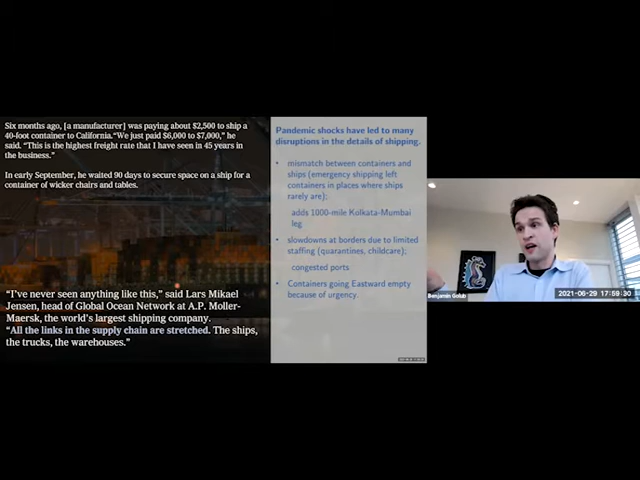 Six months ago, [a manufacturer] was paying about $2,500 to ship a
40-foot container to California.“We just paid $6,000 to $7,000,” he
said. “This is the highest freight rate that I have seen in 45 years in
the business.”
In early September, he waited 90 days to secure space on a ship for a
container of wicker chairs and tables.
“I’ve never seen anything like this,” said Lars Mikael
Jensen, head of Global Ocean Network at A.P. Moller-
Maersk, the world’s largest shipping company.
“All the links in the supply chain are stretched. The ships,
the trucks, the warehouses.”
Pandemic shocks have led to many
disruptions in the details of shipping.
• mismatch between containers and
ships (emergency shipping left
containers in places where ships
rarely are);
adds 1000-mile Kolkata-Mumbai
leg
• slowdowns at borders due to limited
staffing (quarantines, childcare);
congested ports
• Containers going Eastward empty
because of urgency.
Benjamin Golub
2021-06-29 17:59:30